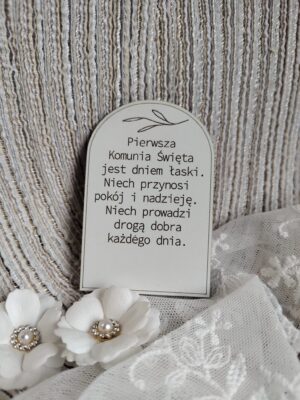 Pierwsza
Komunia Święta
jest dniem łaski.
Niech przynosi
pokój i nadzieję.
Niech prowadzi
drogą dobra
każdego dnia.